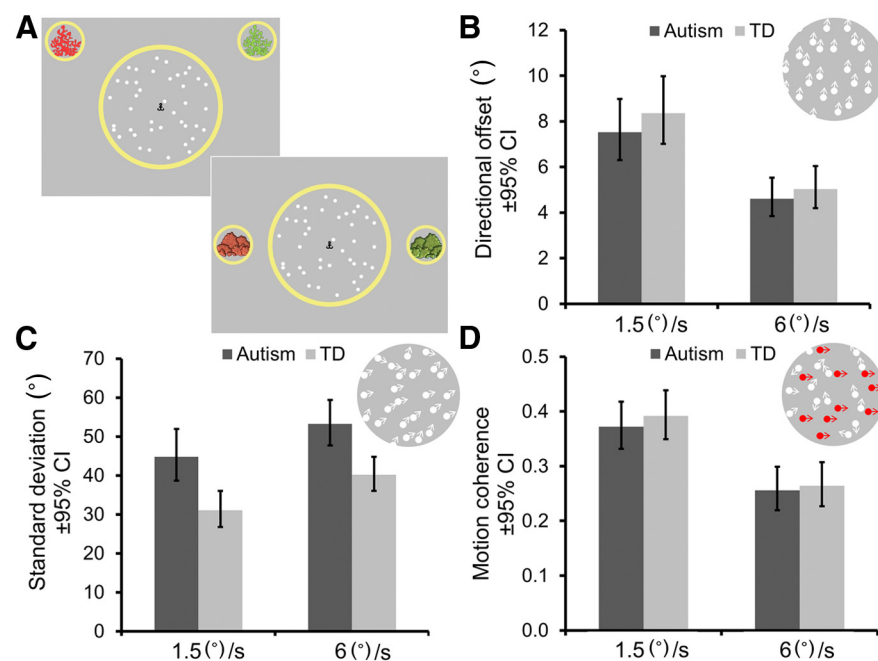 A
B
Autism TD
Directional offset (°)
±95% CI
12
10
8
6
4
2
0
1.5(°)/s 6(°)/s
C
Autism TD
Standard deviation (°)
±95% CI
70
60
50
40
30
20
10
0
1.5(°)/s 6(°)/s
D
Autism TD
Motion coherence
±95% CI
0.5
0.4
0.3
0.2
0.1
0.0
1.5(°)/s 6(°)/s